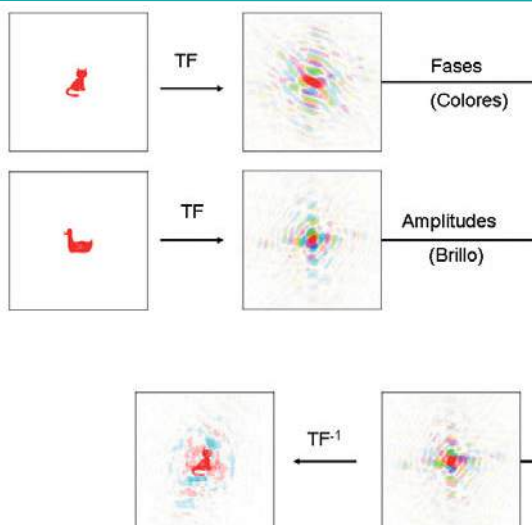 TF
Fases
(Colores)
TF
Amplitudes
(Brillo)
TF-1